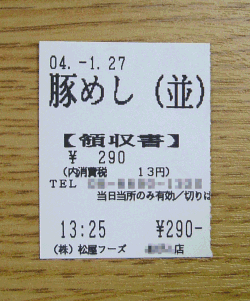 04.-1.27
豚めし(並)
【領収書】
¥ 290
(内消費税 13円)
TEL
当日当所のみ有効/切りは
13:25 ¥290-
(株)松屋フーズ 店